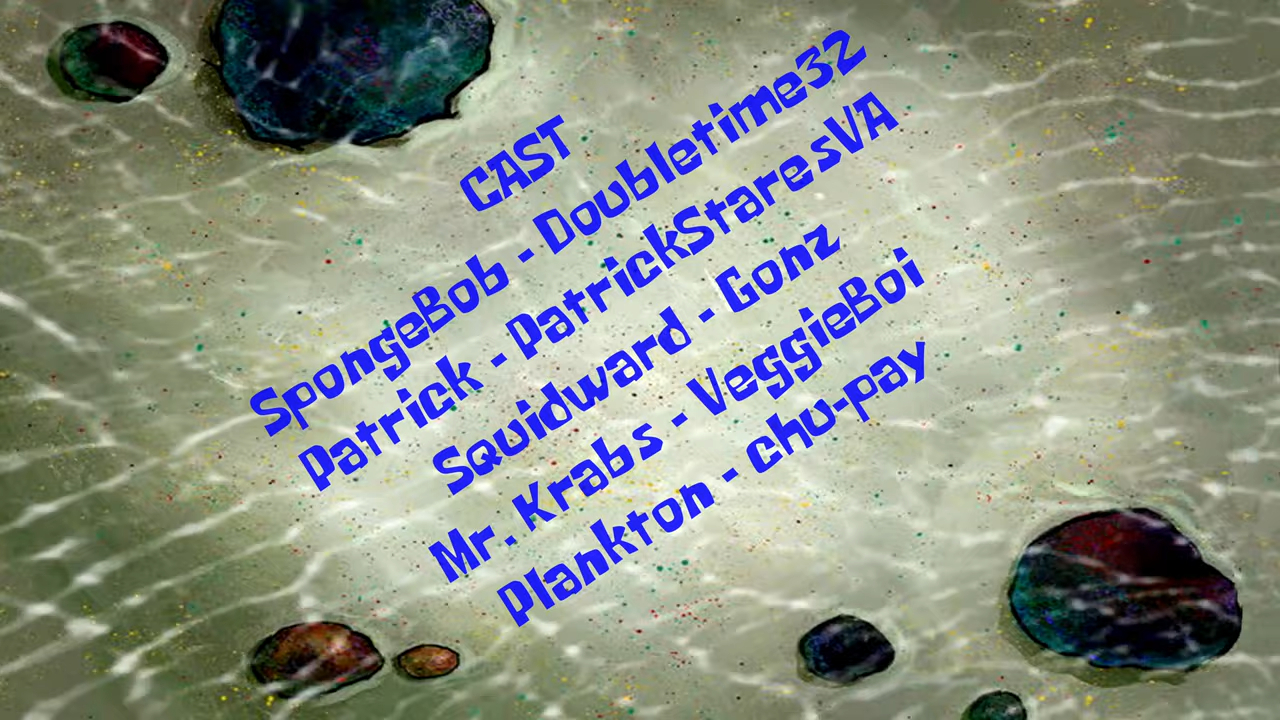 CAST
SpongeBob - Doubletime32
Patrick - PatrickStaresVA
Squidward - Gonz
Mr. Krabs - VeggieBoi
Plankton - chu-pay